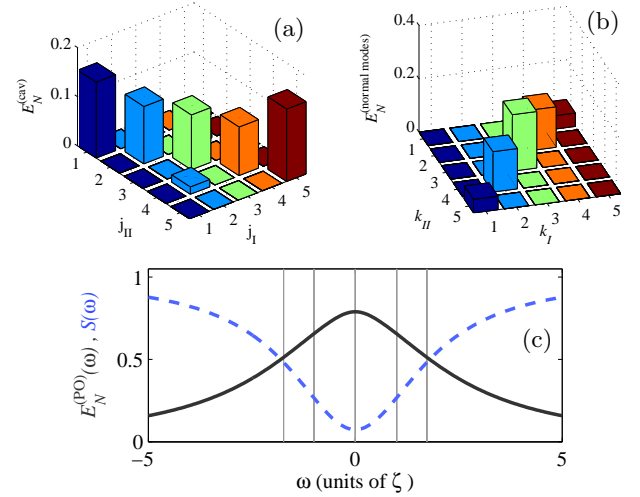 (a)
0.2
0.1
0
E_N^(cav)
1
2
3
4
5
j_II
1
2
3
4
5
j_I
(b)
0.4
0.2
0
E_N^(normal modes)
1
2
3
4
5
k_II
1
2
3
4
5
k_I
(c)
1
0.5
0
E_N^(PO)(ω) , S(ω)
−5
0
5
ω (units of ζ)